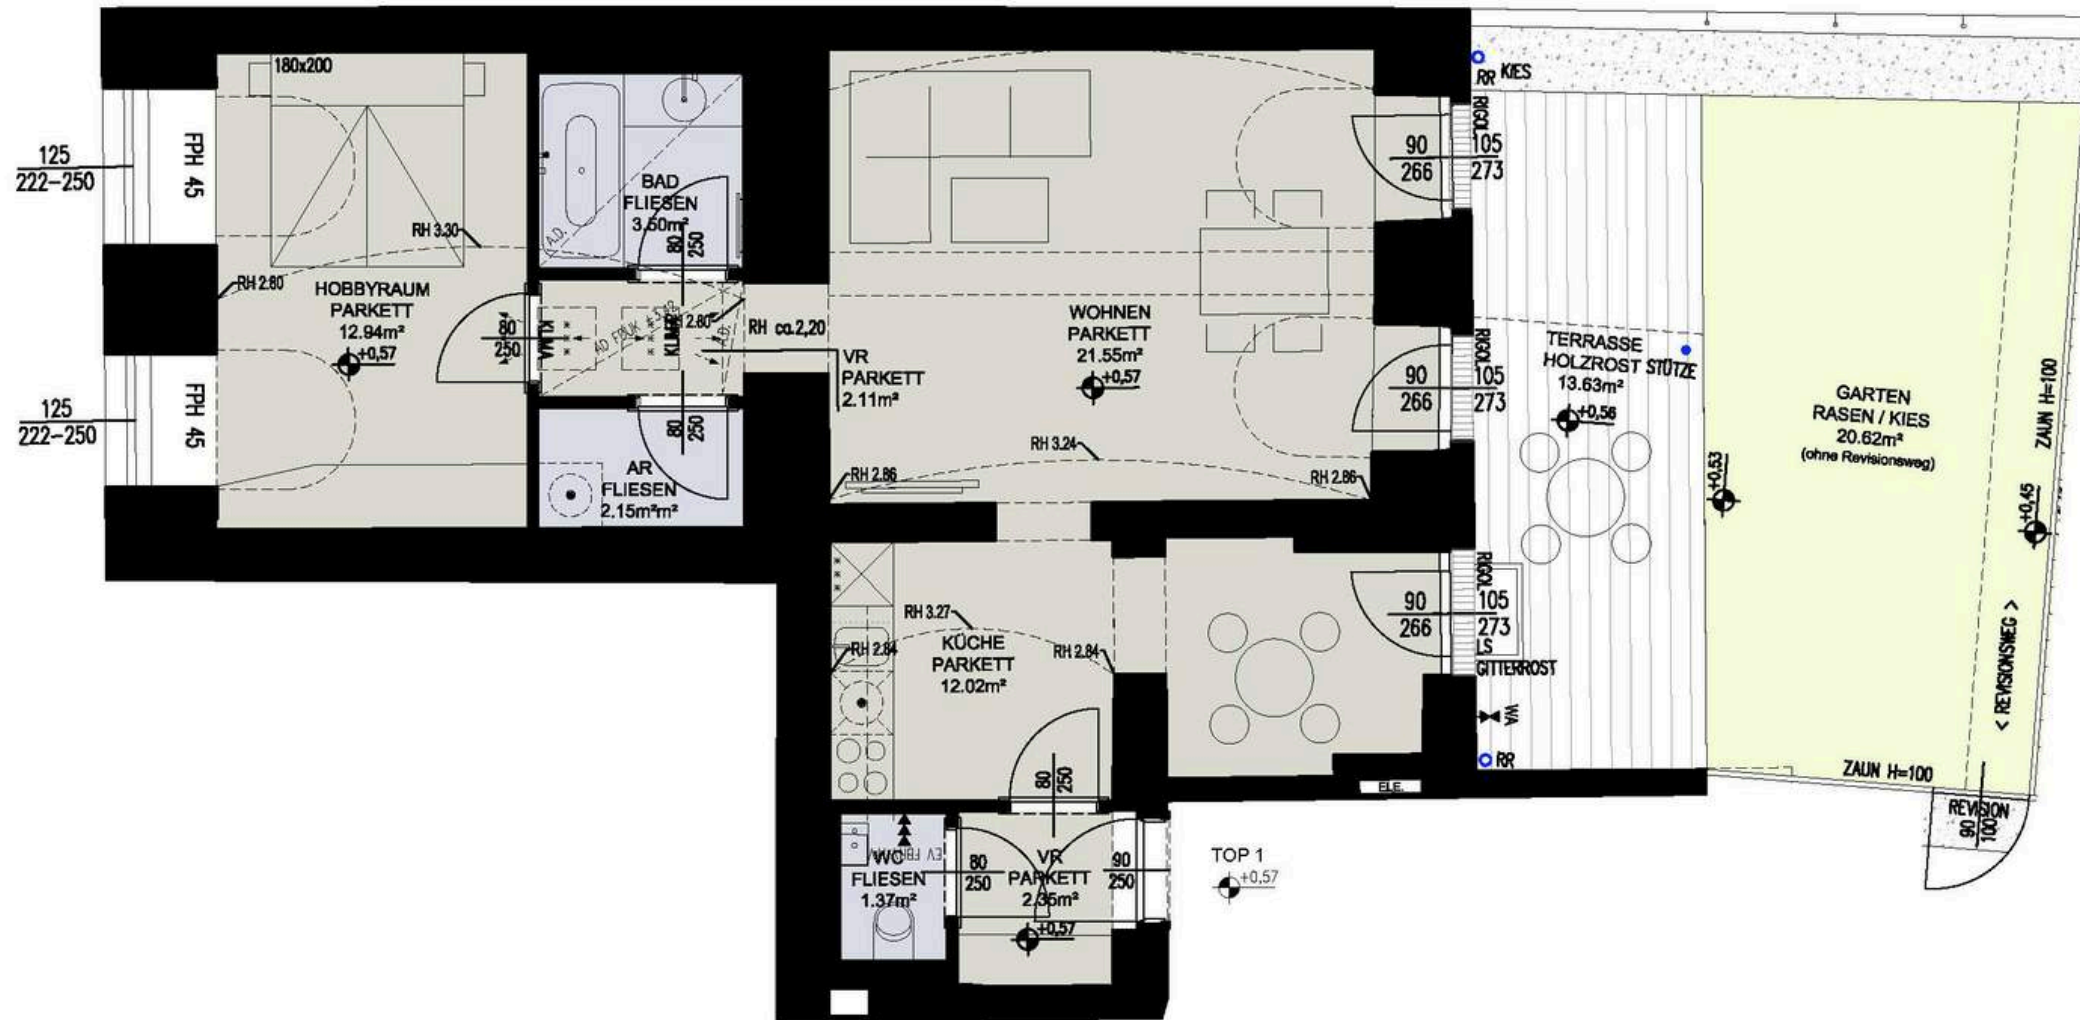 180x200
125
222-250
FPH 45
RH 3.30
RH 2.80
HOBBYRAUM
PARKETT
12.94m²
+0,57
125
222-250
FPH 45
BAD
FLIESEN
3.50m²
A.D.
80
250
80
250
KLIMA
KLIMA
2.80
RH ca.2,20
VR
PARKETT
2.11m²
80
250
AR
FLIESEN
2.15m²m²
WOHNEN
PARKETT
21.55m²
+0,57
RH 3.24
RH 2.86
RH 2.86
90
266
RIGOL
105
273
90
266
RIGOL
105
273
RR KIES
TERRASSE
HOLZROST STÜTZE
13.63m²
+0,56
+0,53
GARTEN
RASEN / KIES
20.62m²
(ohne Revisionsweg)
ZAUN H=100
+0,45
< REVISIONSWEG >
RH 3.27
RH 2.84
KÜCHE
PARKETT
12.02m²
RH 2.84
90
266
RIGOL
105
273
LS
GITTERROST
WA
RR
ELE.
ZAUN H=100
REVISION
90
100
80
250
WC
FLIESEN
1.37m²
80
250
VR
PARKETT
2.35m²
+0,57
90
250
TOP 1
+0,57